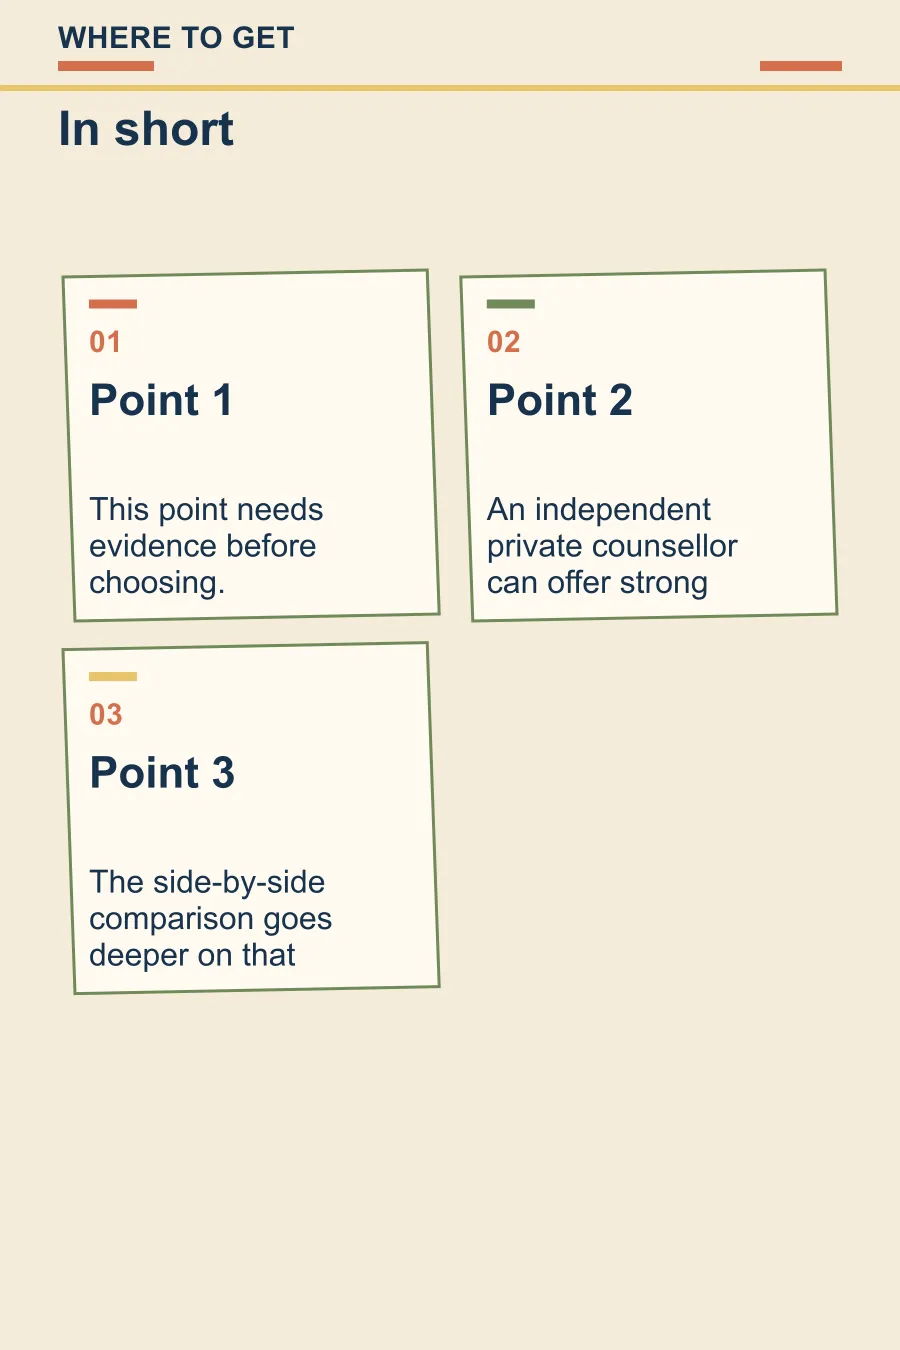 WHERE TO GET
In short
01
Point 1
This point needs
evidence before
choosing.
02
Point 2
An independent
private counsellor
can offer strong
03
Point 3
The side-by-side
comparison goes
deeper on that